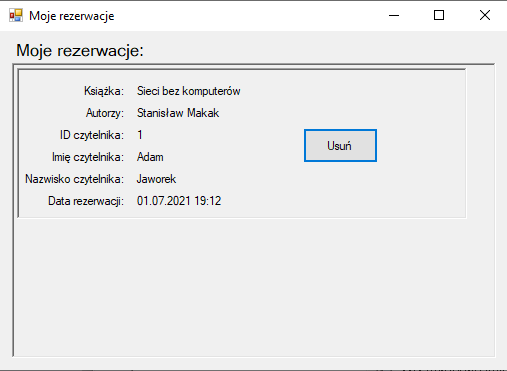 Moje rezerwacje
Moje rezerwacje:
Książka: Sieci bez komputerów
Autorzy: Stanisław Makak
ID czytelnika: 1
Imię czytelnika: Adam
Usuń
Nazwisko czytelnika: Jaworek
Data rezerwacji: 01.07.2021 19:12